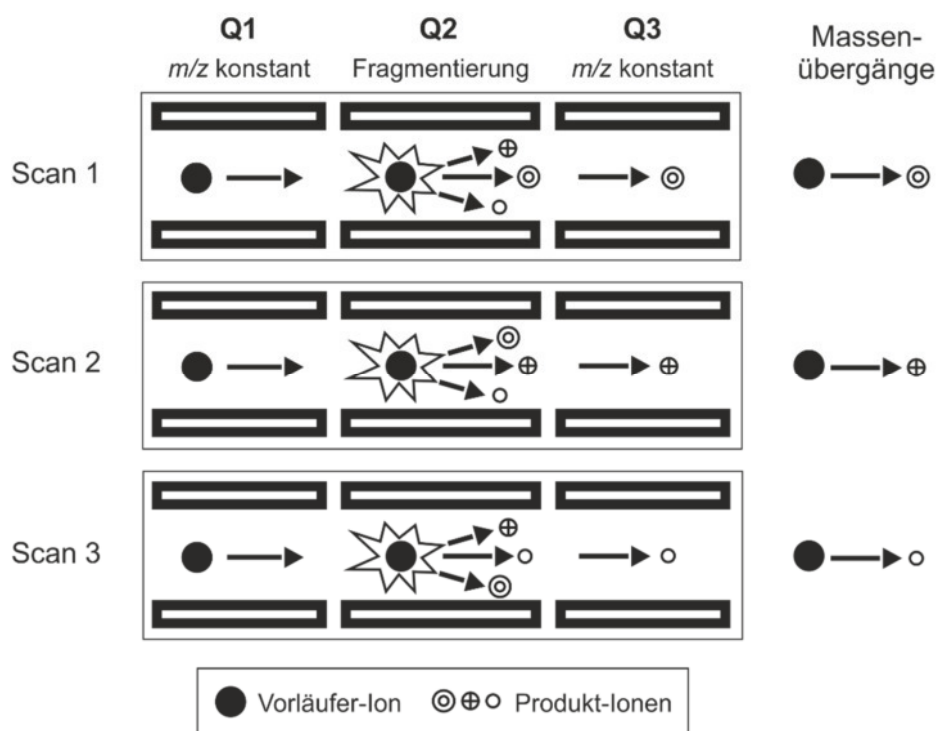 Q1
Q2
Q3
m/z konstant
Fragmentierung
m/z konstant
Massen-
übergänge
Scan 1
Scan 2
Scan 3
Vorläufer-Ion
Produkt-Ionen